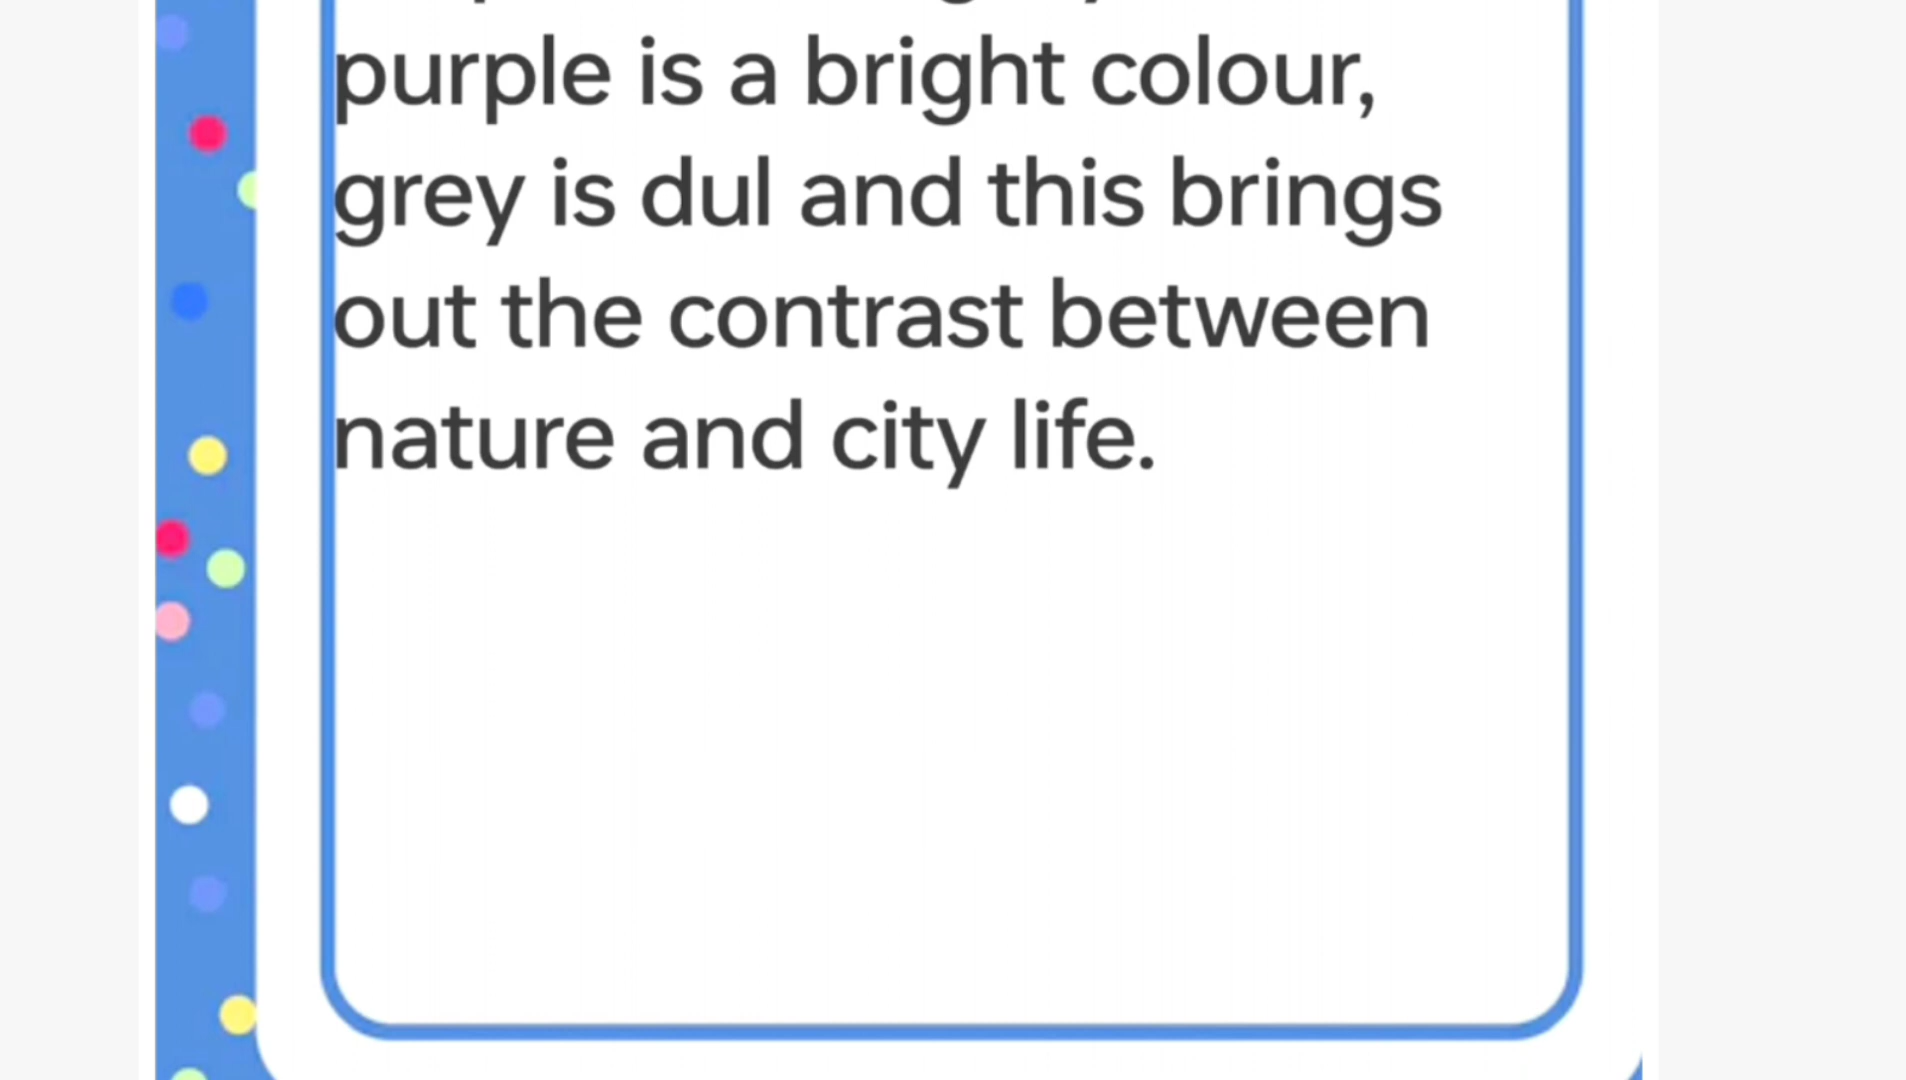 purple is a bright colour,
grey is dul and this brings
out the contrast between
nature and city life.